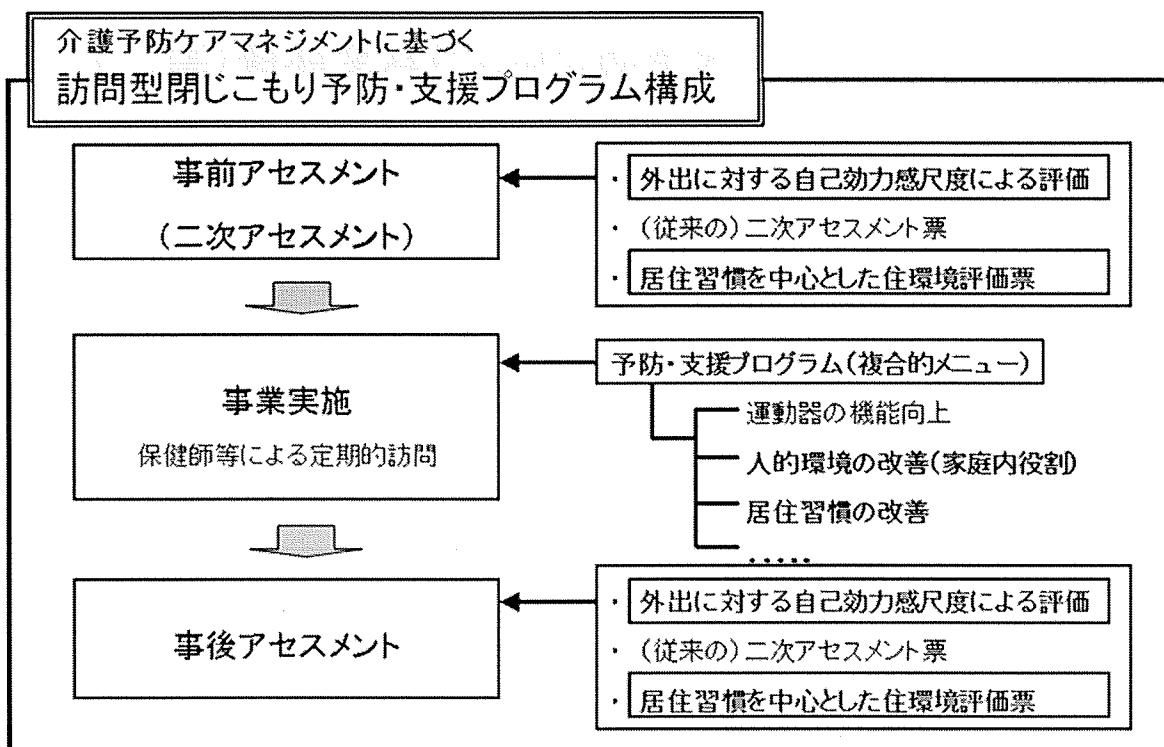 介護予防ケアマネジメントに基づく
訪問型閉じこもり予防・支援プログラム構成
事前アセスメント
(二次アセスメント)
・ 外出に対する自己効力感尺度による評価
・ (従来の)二次アセスメント票
・ 居住習慣を中心とした住環境評価票
事業実施
保健師等による定期的訪問
予防・支援プログラム(複合的メニュー)
運動器の機能向上
人的環境の改善(家庭内役割)
居住習慣の改善
.....
事後アセスメント
・ 外出に対する自己効力感尺度による評価
・ (従来の)二次アセスメント票
・ 居住習慣を中心とした住環境評価票